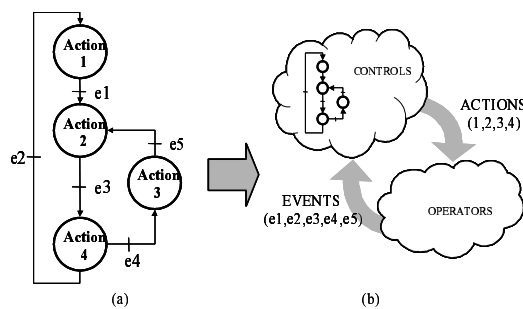 Action
1
e1
Action
2
e2
e5
e3
Action
3
Action
4
e4
(a)
CONTROLS
ACTIONS
(1,2,3,4)
EVENTS
(e1,e2,e3,e4,e5)
OPERATORS
(b)